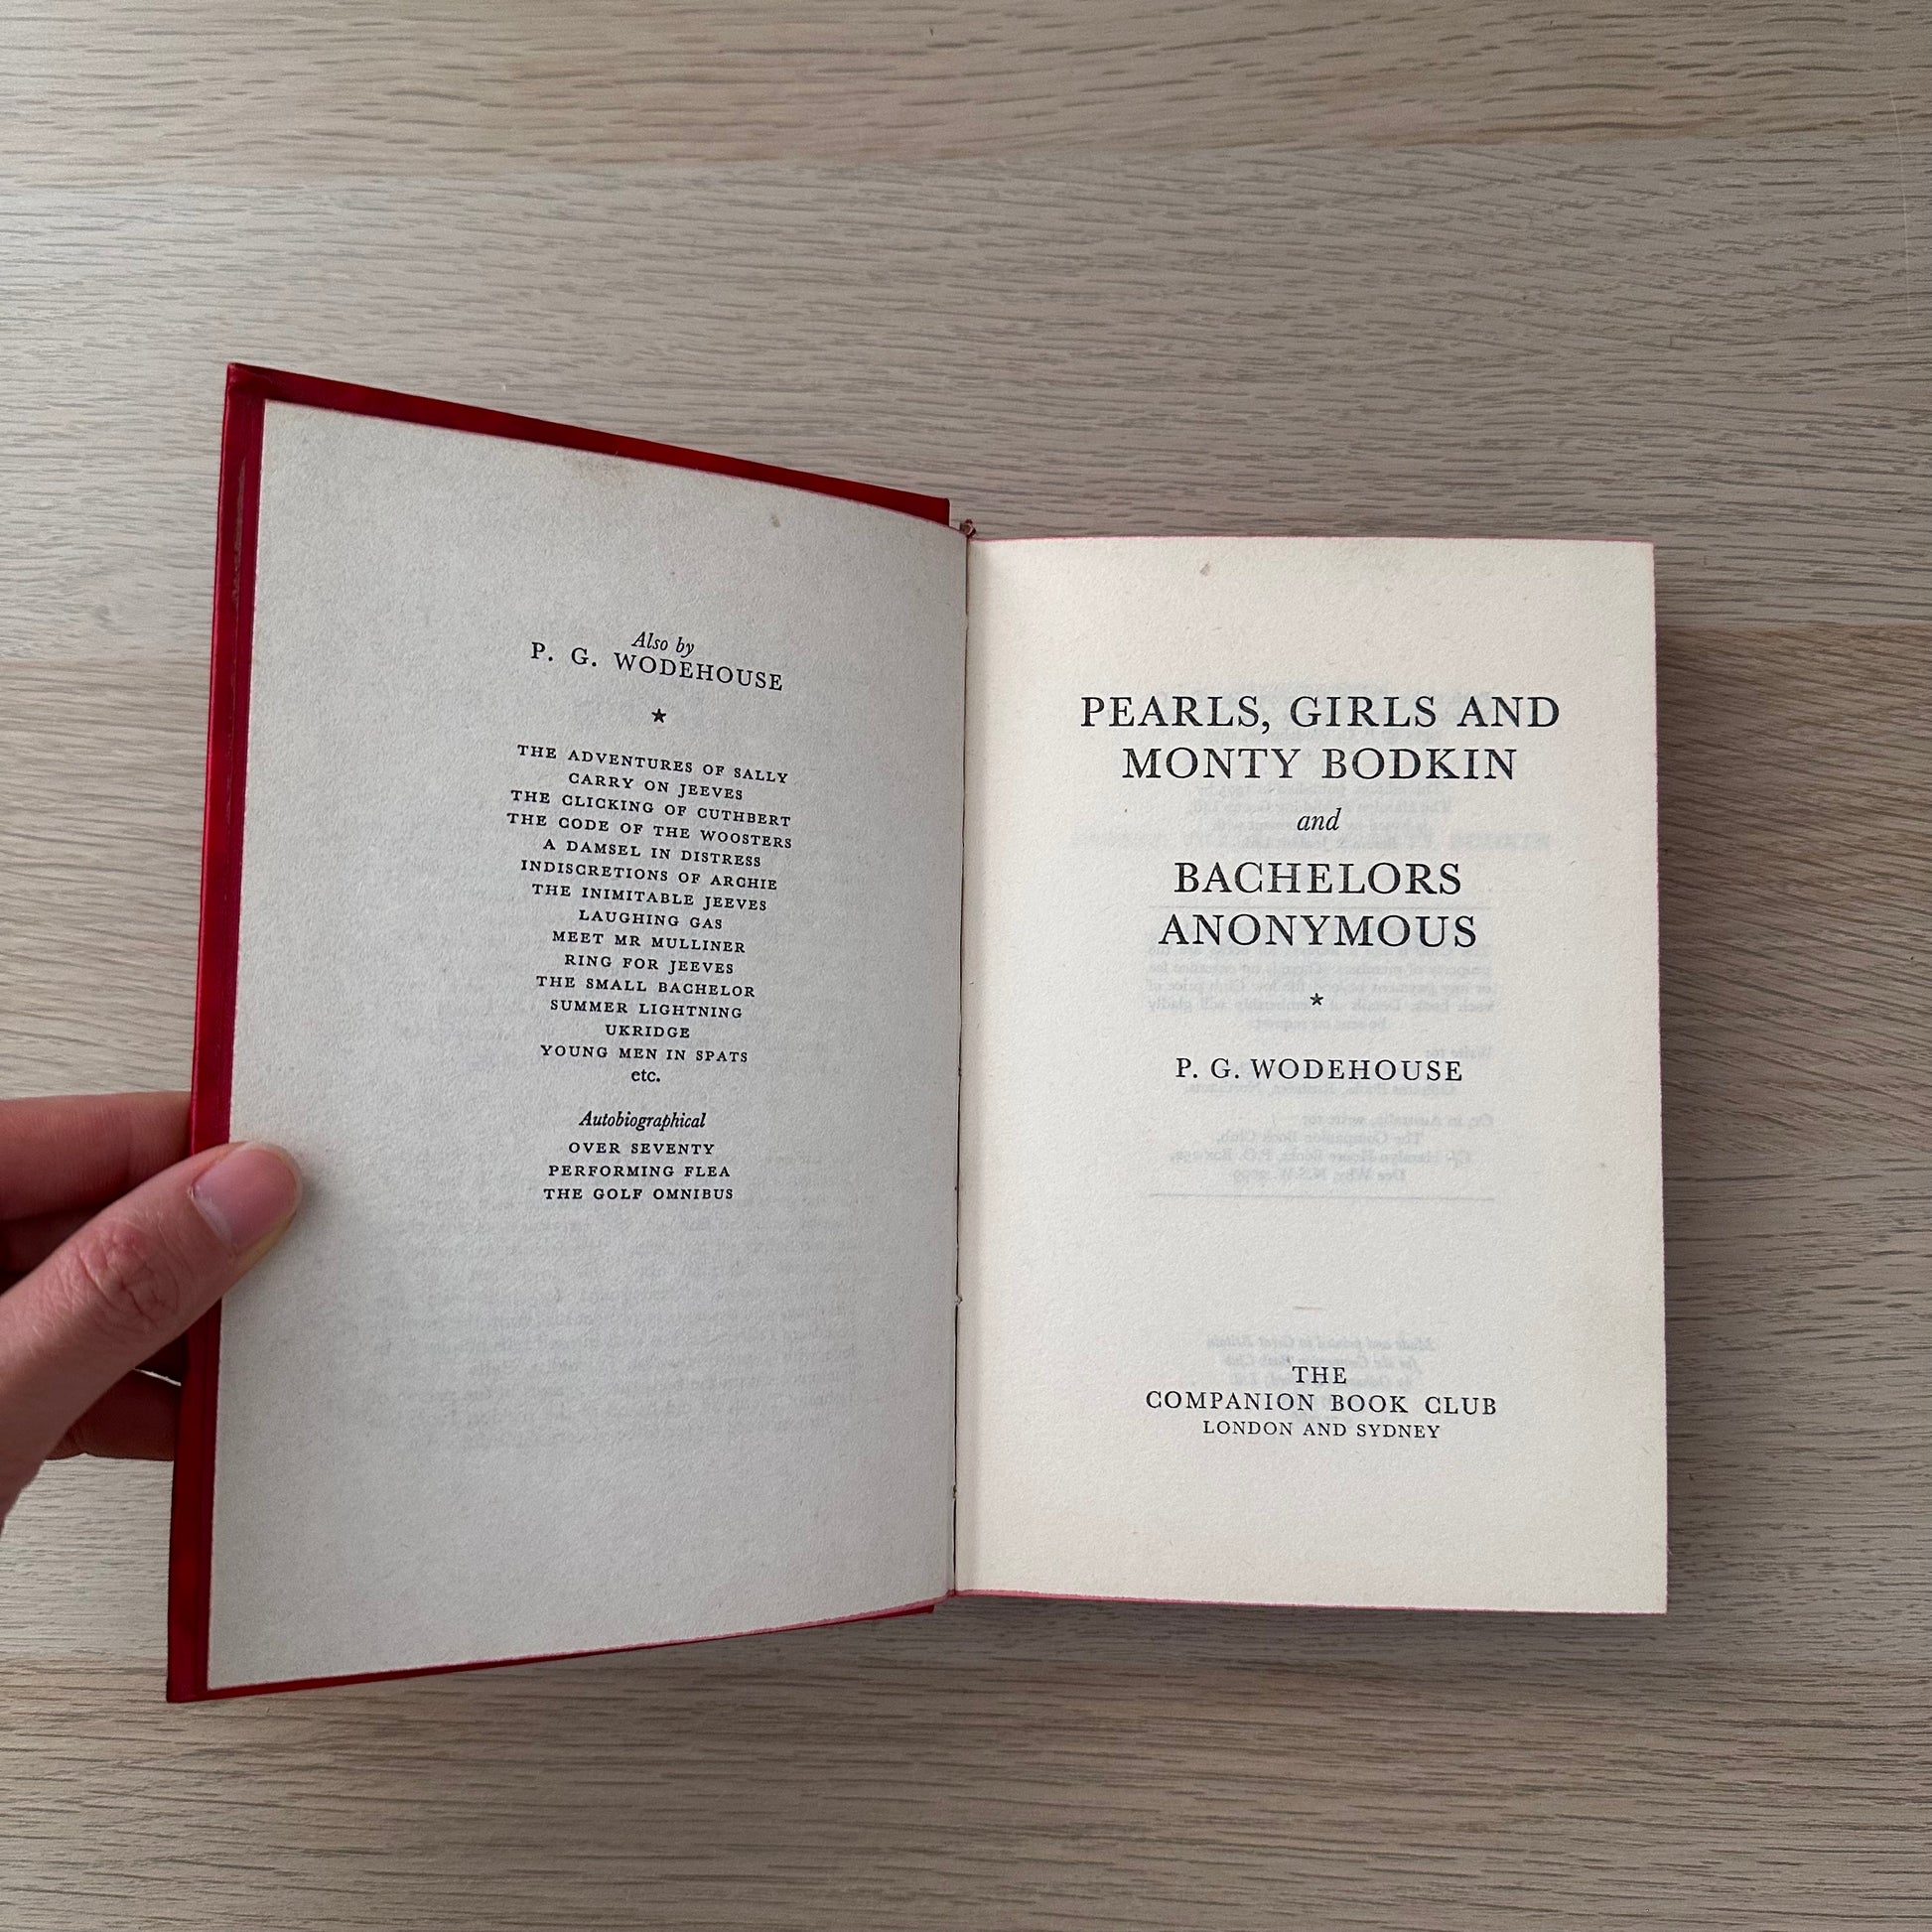 Also by
P. G. WODEHOUSE
★
THE ADVENTURES OF SALLY
CARRY ON JEEVES
THE CLICKING OF CUTHBERT
THE CODE OF THE WOOSTERS
A DAMSEL IN DISTRESS
INDISCRETIONS OF ARCHIE
THE INIMITABLE JEEVES
LAUGHING GAS
MEET MR MULLINER
RING FOR JEEVES
THE SMALL BACHELOR
SUMMER LIGHTNING
UKRIDGE
YOUNG MEN IN SPATS
etc.
Autobiographical
OVER SEVENTY
PERFORMING FLEA
THE GOLF OMNIBUS
PEARLS, GIRLS AND
MONTY BODKIN
and
BACHELORS
ANONYMOUS
★
P. G. WODEHOUSE
THE
COMPANION BOOK CLUB
LONDON AND SYDNEY